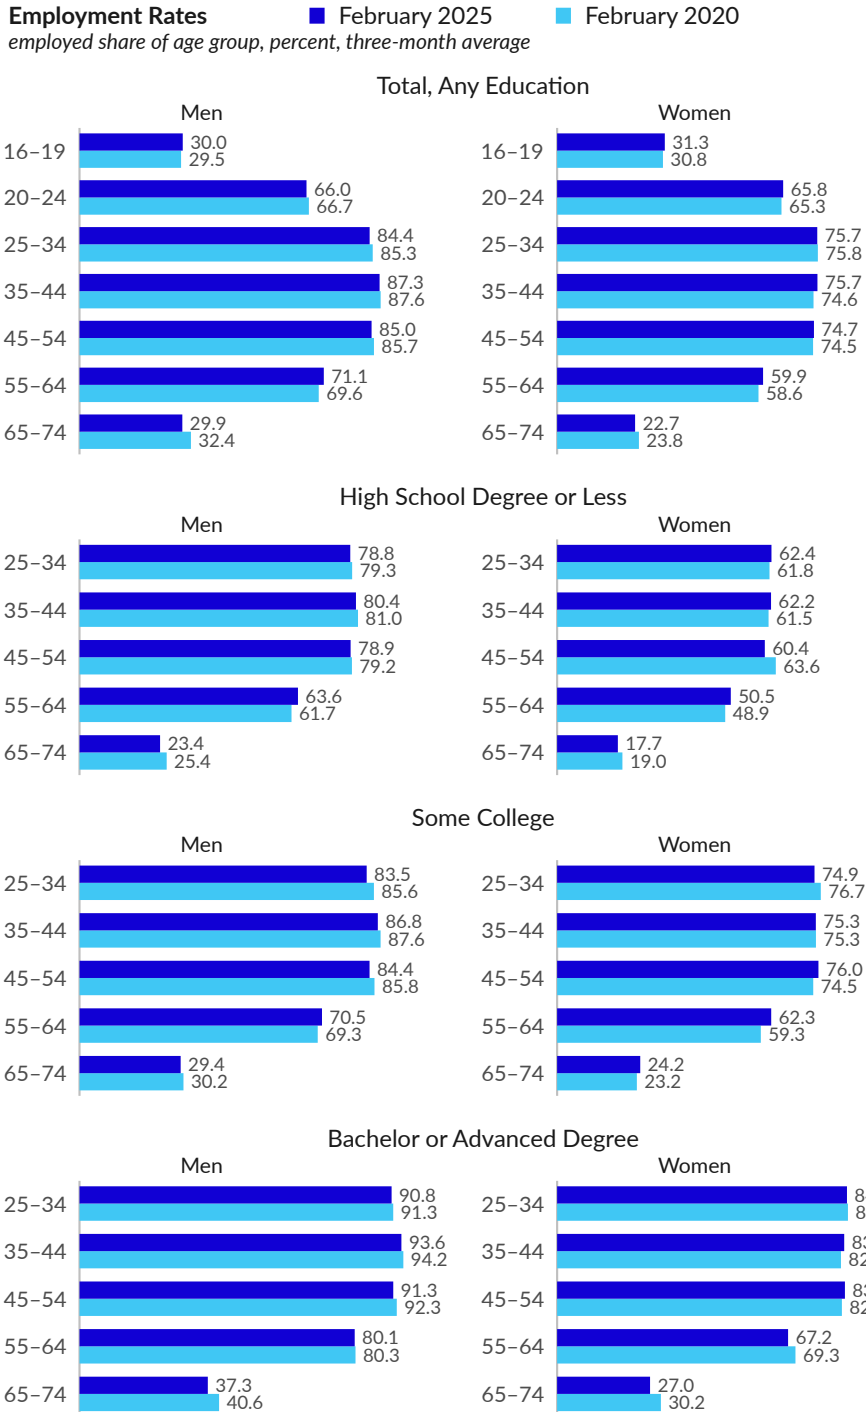 Employment Rates February 2025 February 2020
employed share of age group, percent, three-month average
Total, Any Education
Men
16–19 30.0 29.5
20–24 66.0 66.7
25–34 84.4 85.3
35–44 87.3 87.6
45–54 85.0 85.7
55–64 71.1 69.6
65–74 29.9 32.4
Women
16–19 31.3 30.8
20–24 65.8 65.3
25–34 75.7 75.8
35–44 75.7 74.6
45–54 74.7 74.5
55–64 59.9 58.6
65–74 22.7 23.8
High School Degree or Less
Men
25–34 78.8 79.3
35–44 80.4 81.0
45–54 78.9 79.2
55–64 63.6 61.7
65–74 23.4 25.4
Women
25–34 62.4 61.8
35–44 62.2 61.5
45–54 60.4 63.6
55–64 50.5 48.9
65–74 17.7 19.0
Some College
Men
25–34 83.5 85.6
35–44 86.8 87.6
45–54 84.4 85.8
55–64 70.5 69.3
65–74 29.4 30.2
Women
25–34 74.9 76.7
35–44 75.3 75.3
45–54 76.0 74.5
55–64 62.3 59.3
65–74 24.2 23.2
Bachelor or Advanced Degree
Men
25–34 90.8 91.3
35–44 93.6 94.2
45–54 91.3 92.3
55–64 80.1 80.3
65–74 37.3 40.6
Women
25–34
35–44
45–54
55–64 67.2 69.3
65–74 27.0 30.2